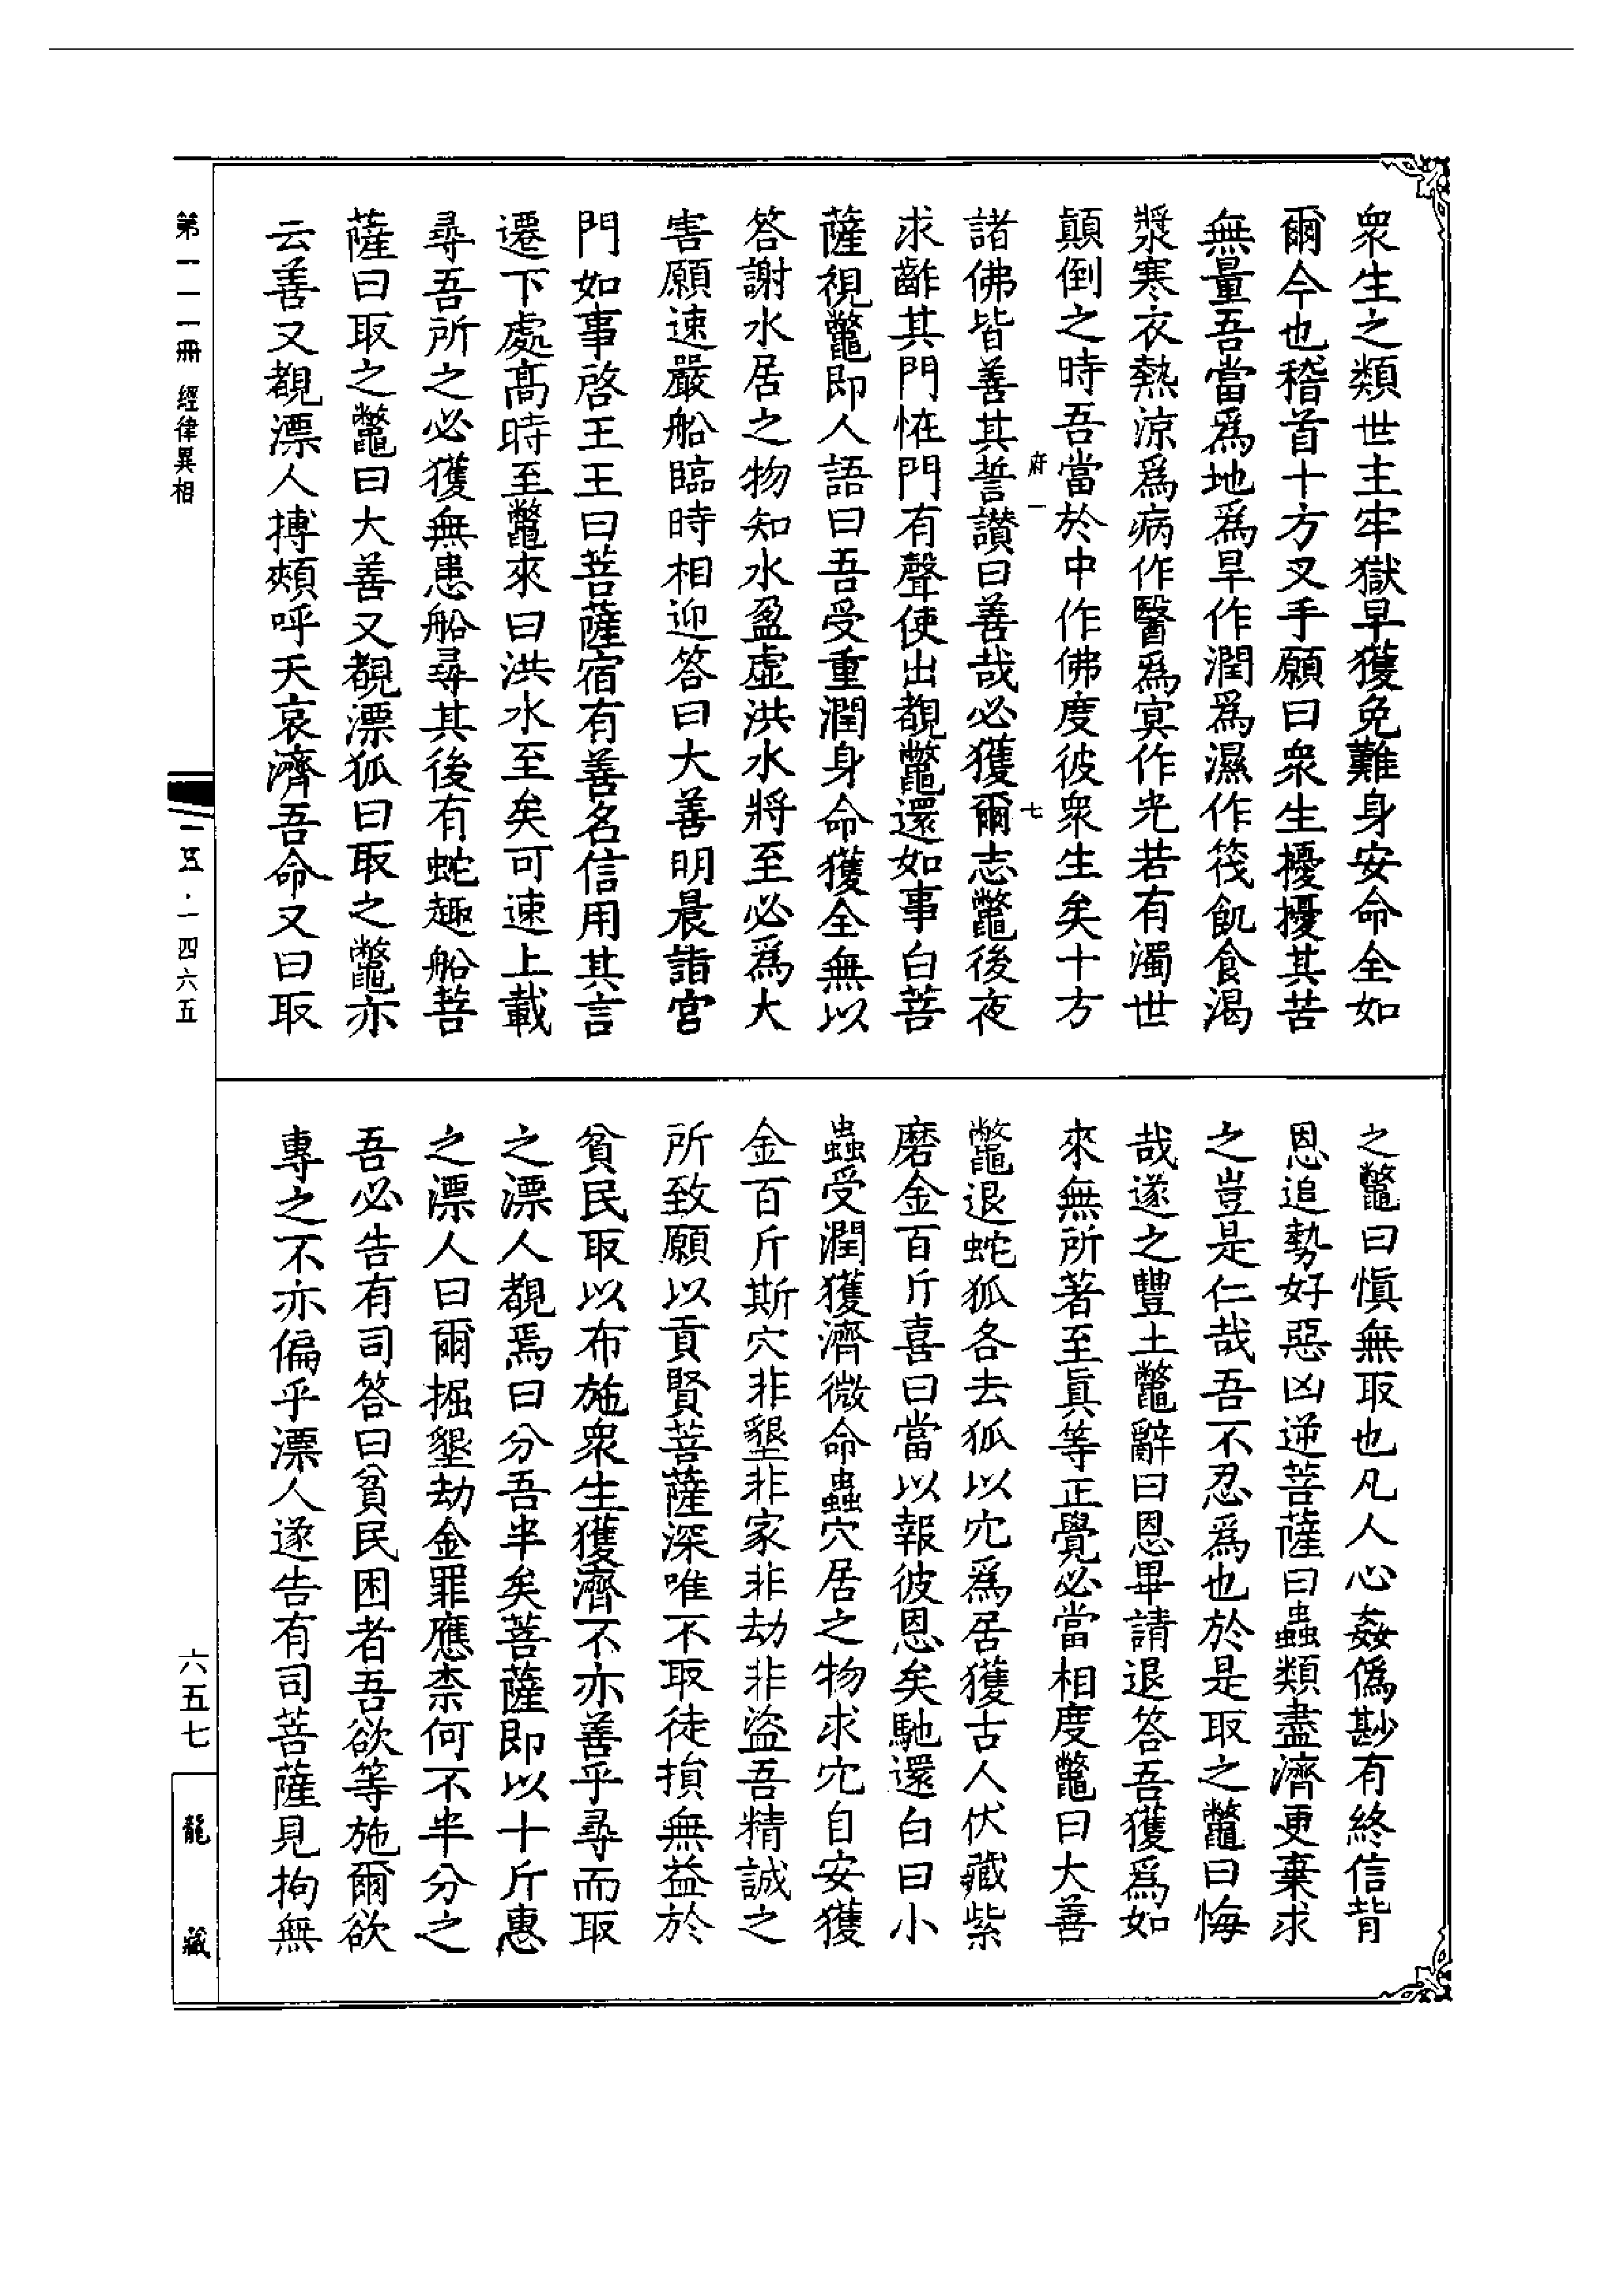 眾生之類世主牢獄早獲免難身安命全如
爾今也稽首十方叉手願曰眾生擾擾其苦
無量吾當爲地爲旱作潤爲濕作筏飢食渴
漿寒衣熱涼爲病作醫爲冥作光若有濁世
顛倒之時吾當於中作佛度彼眾生矣十方
府一 七
諸佛皆善其誓讚曰善哉必獲爾志鼈後夜
求齚其門恠門有聲使出覩鼈還如事白菩
薩視鼈即人語曰吾受重潤身命獲全無以
答謝水居之物知水盈虛洪水將至必爲大
害願速嚴船臨時相迎答曰大善明晨詣宮
門如事啓王王曰菩薩宿有善名信用其言
遷下處高時至鼈來曰洪水至矣可速上載
尋吾所之必獲無患船尋其後有蛇趣船菩
薩曰取之鼈曰大善又覩漂狐曰取之鼈亦
云善又覩漂人搏頰呼天哀濟吾命又曰取
之鼈曰愼無取也凡人心姦僞尠有終信背
恩追勢好惡凶逆菩薩曰蟲類盡濟更棄求
之豈是仁哉吾不忍爲也於是取之鼈曰悔
哉遂之豐土鼈辭曰恩畢請退答吾獲爲如
來無所著至眞等正覺必當相度鼈曰大善
鼈退蛇狐各去狐以穴爲居獲古人伏藏紫
磨金百斤喜曰當以報彼恩矣馳還白曰小
蟲受潤獲濟微命蟲穴居之物求穴自安獲
金百斤斯穴非墾非家非劫非盜吾精誠之
所致願以貢賢菩薩深唯不取徒損無益於
貧民取以布施眾生獲濟不亦善乎尋而取
之漂人覩焉曰分吾半矣菩薩即以十斤惠
之漂人曰爾掘墾劫金罪應柰何不半分之
吾必告有司答曰貧民困者吾欲等施爾欲
專之不亦偏乎漂人遂告有司菩薩見拘無
第一一一冊 經律異相
一五·一四六五
六五七
龍藏